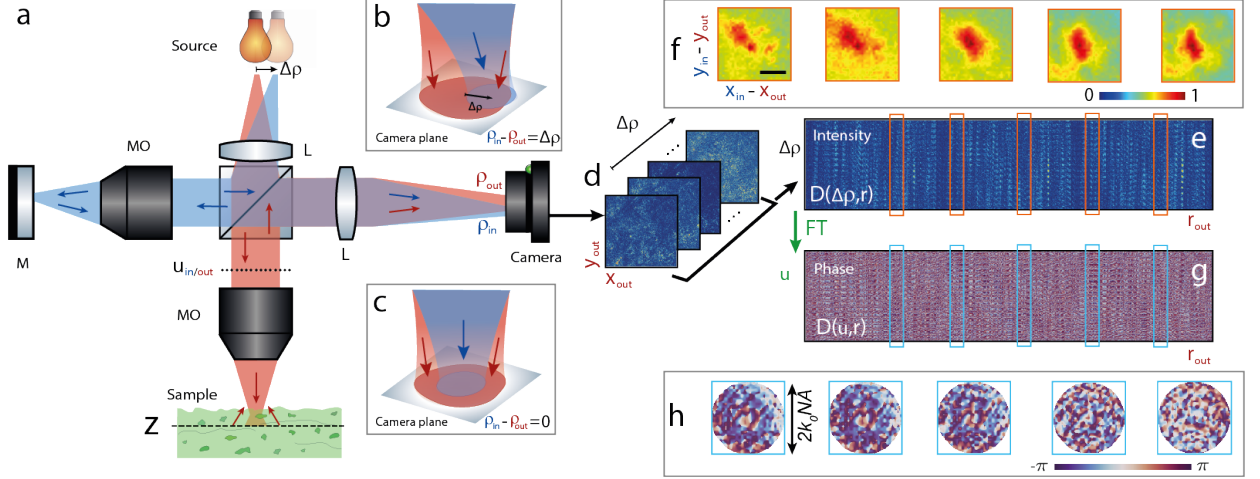 a
Source
Δρ
MO
L
ρout
ρin
M
L
Camera
uin/out
MO
Sample
Z
b
Δρ
Camera plane
ρin-ρout=Δρ
c
Camera plane
ρin-ρout=0
d
Δρ
...
...
yout
xout
f
yin - yout
xin - xout
0
1
Δρ
Intensity
e
D(Δρ,r)
rout
FT
u
Phase
g
D(u,r)
rout
h
2k0NA
-π
π